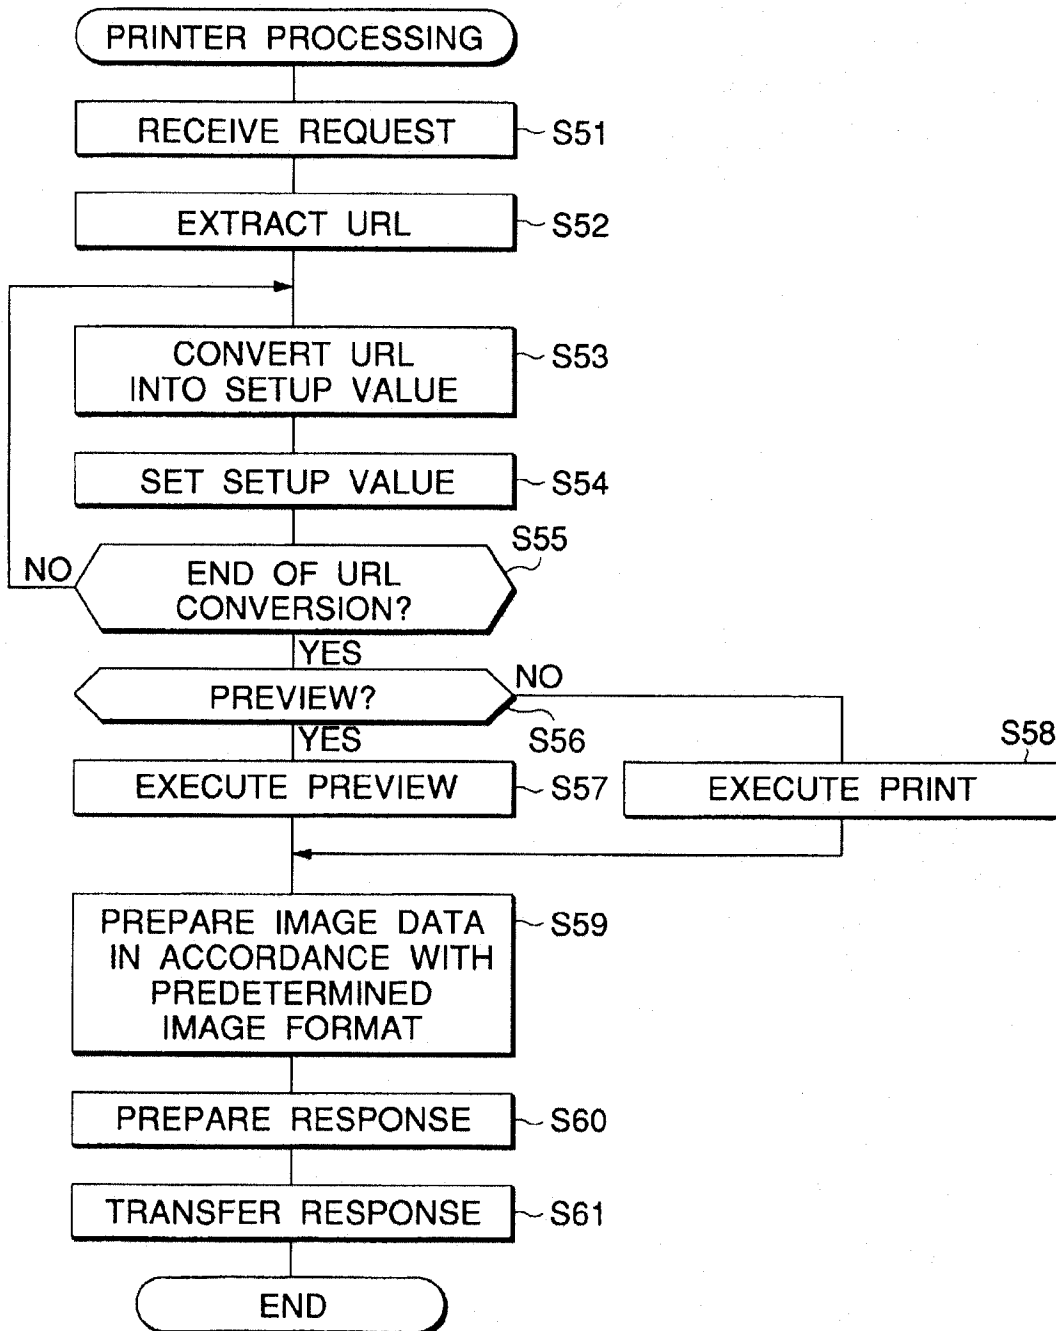 PRINTER PROCESSING
RECEIVE REQUEST
S51
EXTRACT URL
S52
CONVERT URL
INTO SETUP VALUE
S53
SET SETUP VALUE
S54
S55
NO
END OF URL
CONVERSION?
YES
PREVIEW?
NO
S56
YES
EXECUTE PREVIEW
S57
S58
EXECUTE PRINT
PREPARE IMAGE DATA
IN ACCORDANCE WITH
PREDETERMINED
IMAGE FORMAT
S59
PREPARE RESPONSE
S60
TRANSFER RESPONSE
S61
END